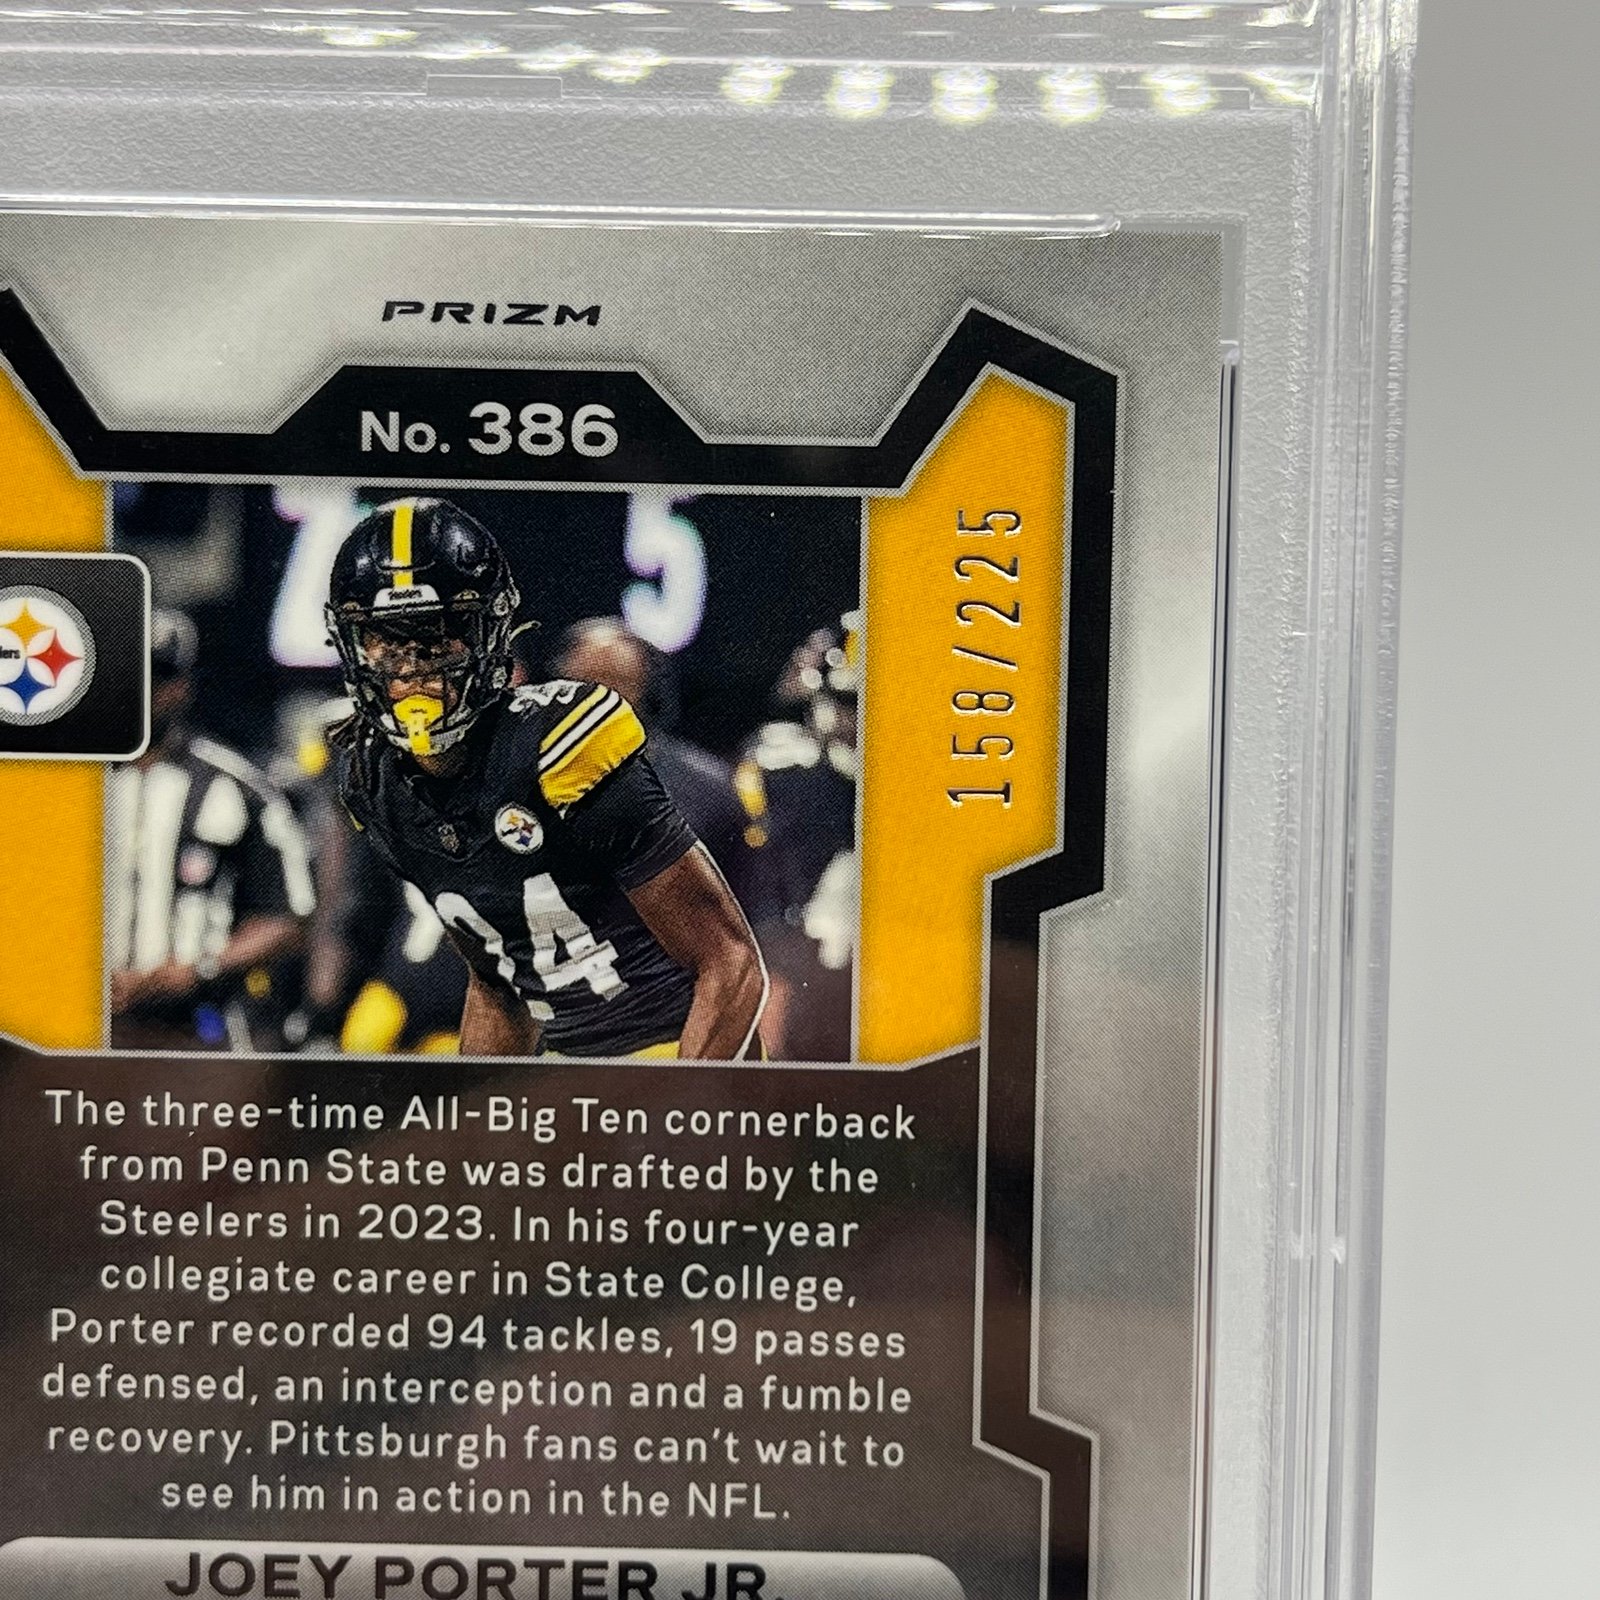 PRIZM
No. 386
158/225
Steelers
24
The three-time All-Big Ten cornerback
from Penn State was drafted by the
Steelers in 2023. In his four-year
collegiate career in State College,
Porter recorded 94 tackles, 19 passes
defensed, an interception and a fumble
recovery. Pittsburgh fans can't wait to
see him in action in the NFL.
JOEY PORTER JR.